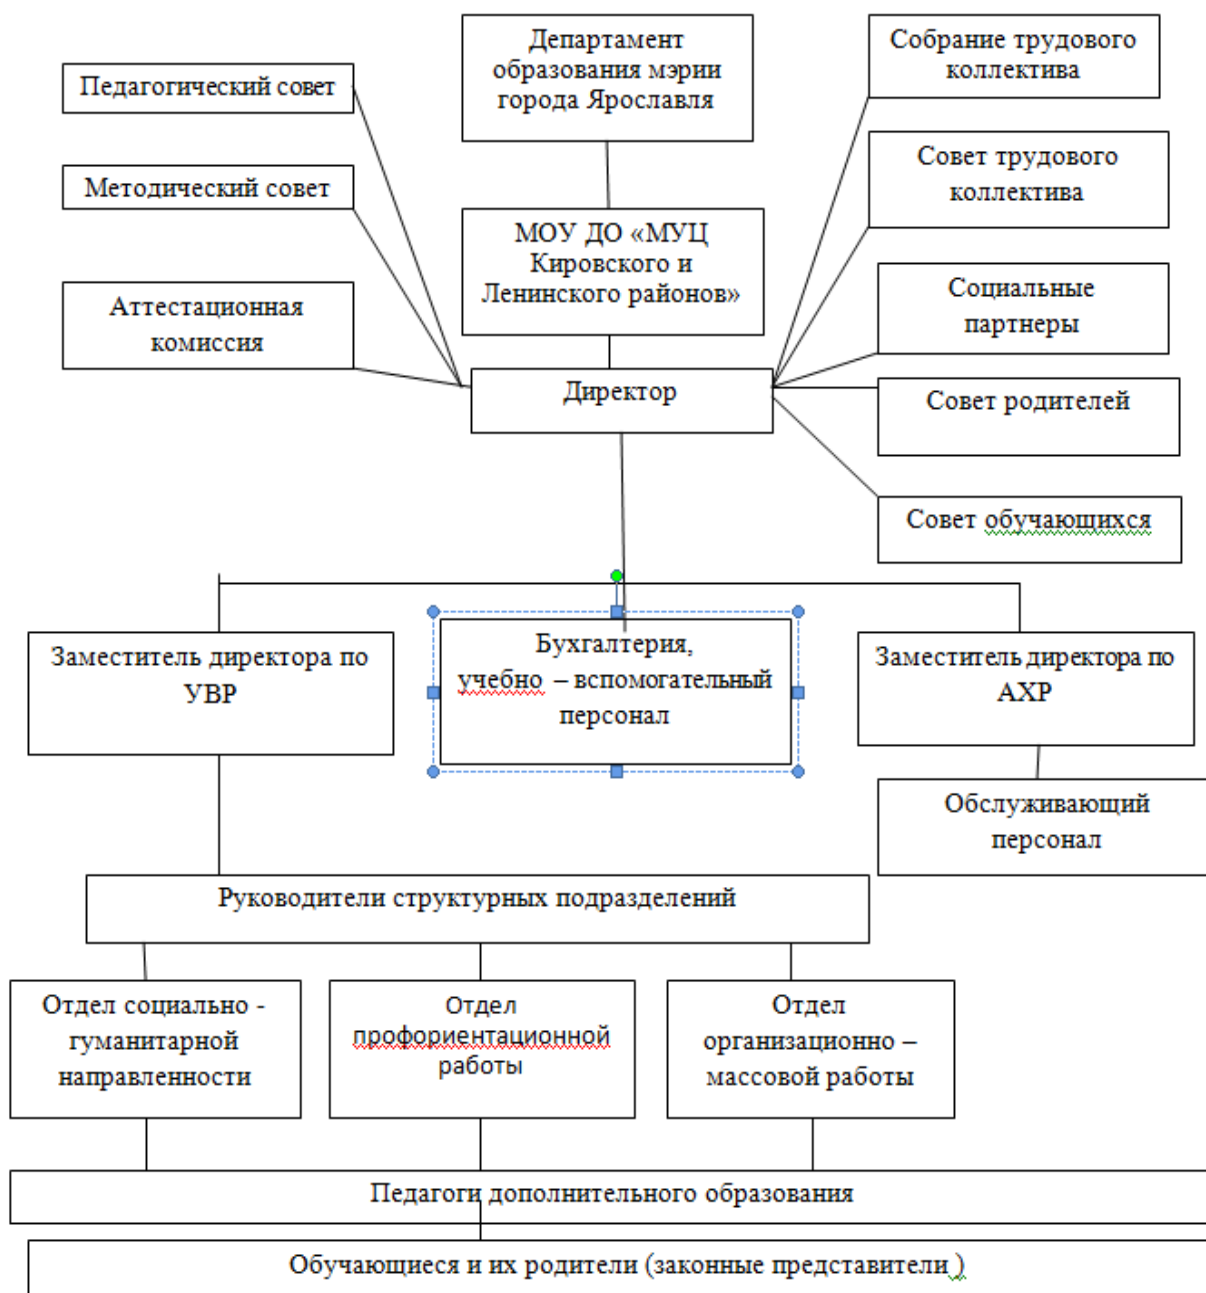 Департамент
образования мэрии
города Ярославля
Собрание трудового
коллектива
Педагогический совет
Совет трудового
коллектива
Методический совет
МОУ ДО «МУЦ
Кировского и
Ленинского районов»
Социальные
партнеры
Аттестационная
комиссия
Директор
Совет родителей
Совет обучающихся
Заместитель директора по
УВР
Бухгалтерия,
учебно – вспомогательный
персонал
Заместитель директора по
АХР
Обслуживающий
персонал
Руководители структурных подразделений
Отдел социально -
гуманитарной
направленности
Отдел
профориентационной
работы
Отдел
организационно –
массовой работы
Педагоги дополнительного образования
Обучающиеся и их родители (законные представители )